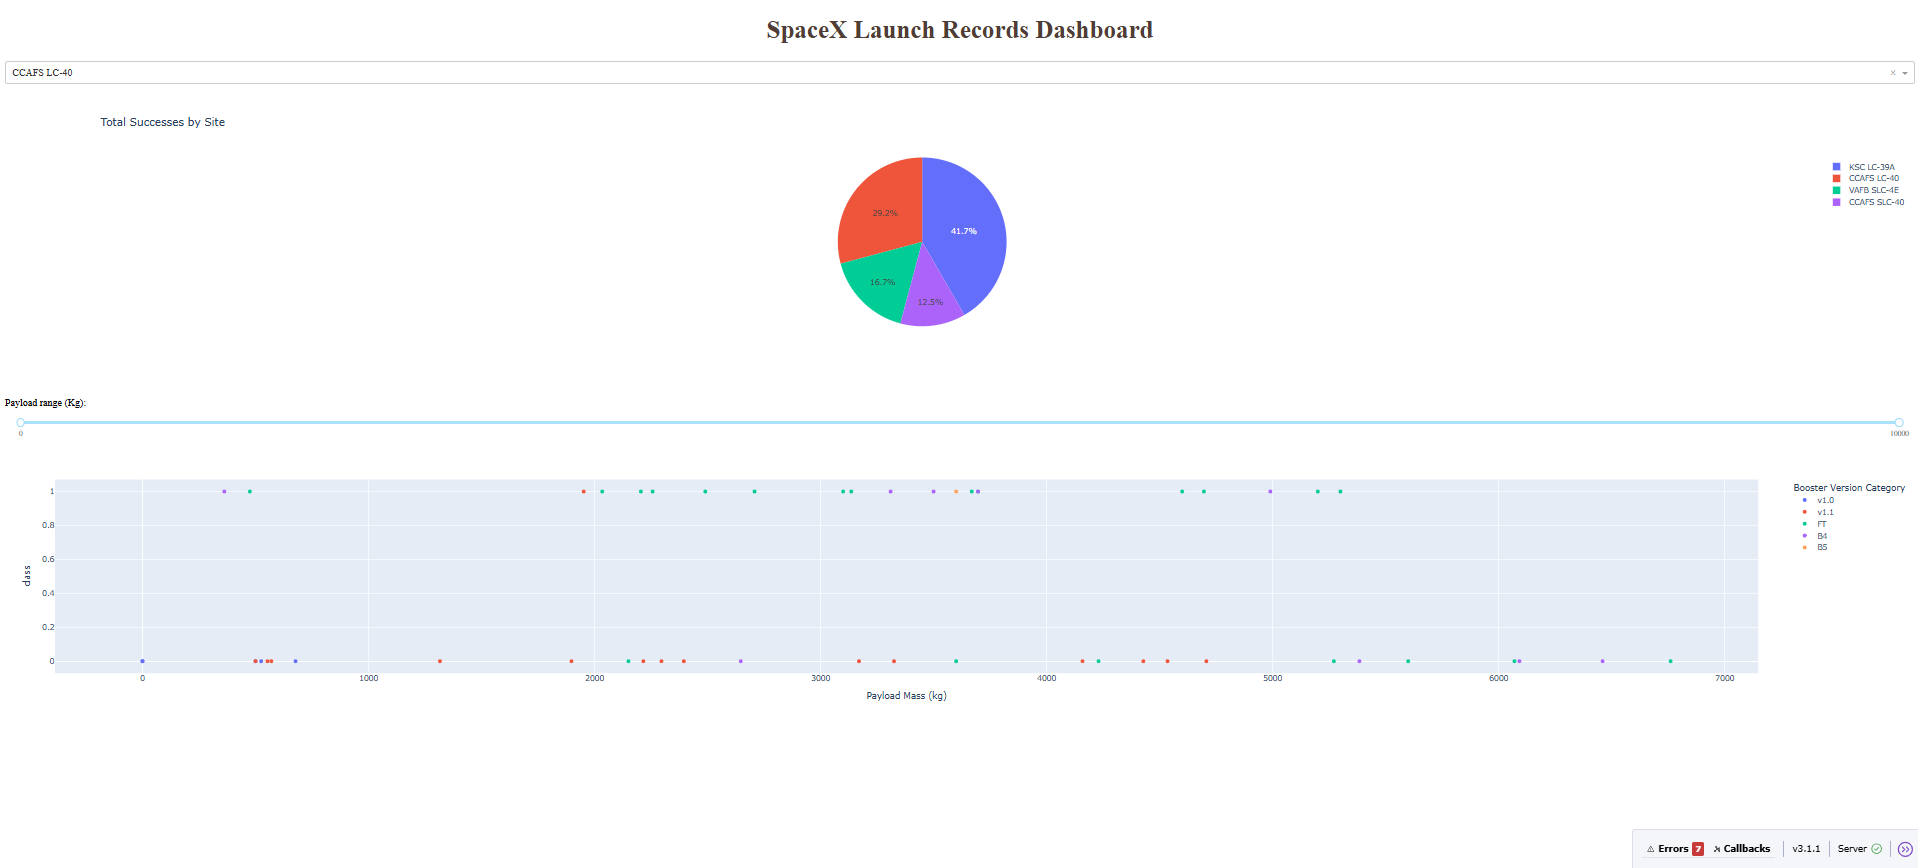 SpaceX Launch Records Dashboard
CCAFS LC-40
×
Total Successes by Site
KSC LC-39A
CCAFS LC-40
VAFB SLC-4E
CCAFS SLC-40
29.2%
41.7%
16.7%
12.5%
Payload range (Kg):
0
10000
Booster Version Category
v1.0
v1.1
FT
B4
B5
1
0.8
0.6
0.4
0.2
0
class
0
1000
2000
3000
4000
5000
6000
7000
Payload Mass (kg)
Errors 7 Callbacks v3.1.1 Server